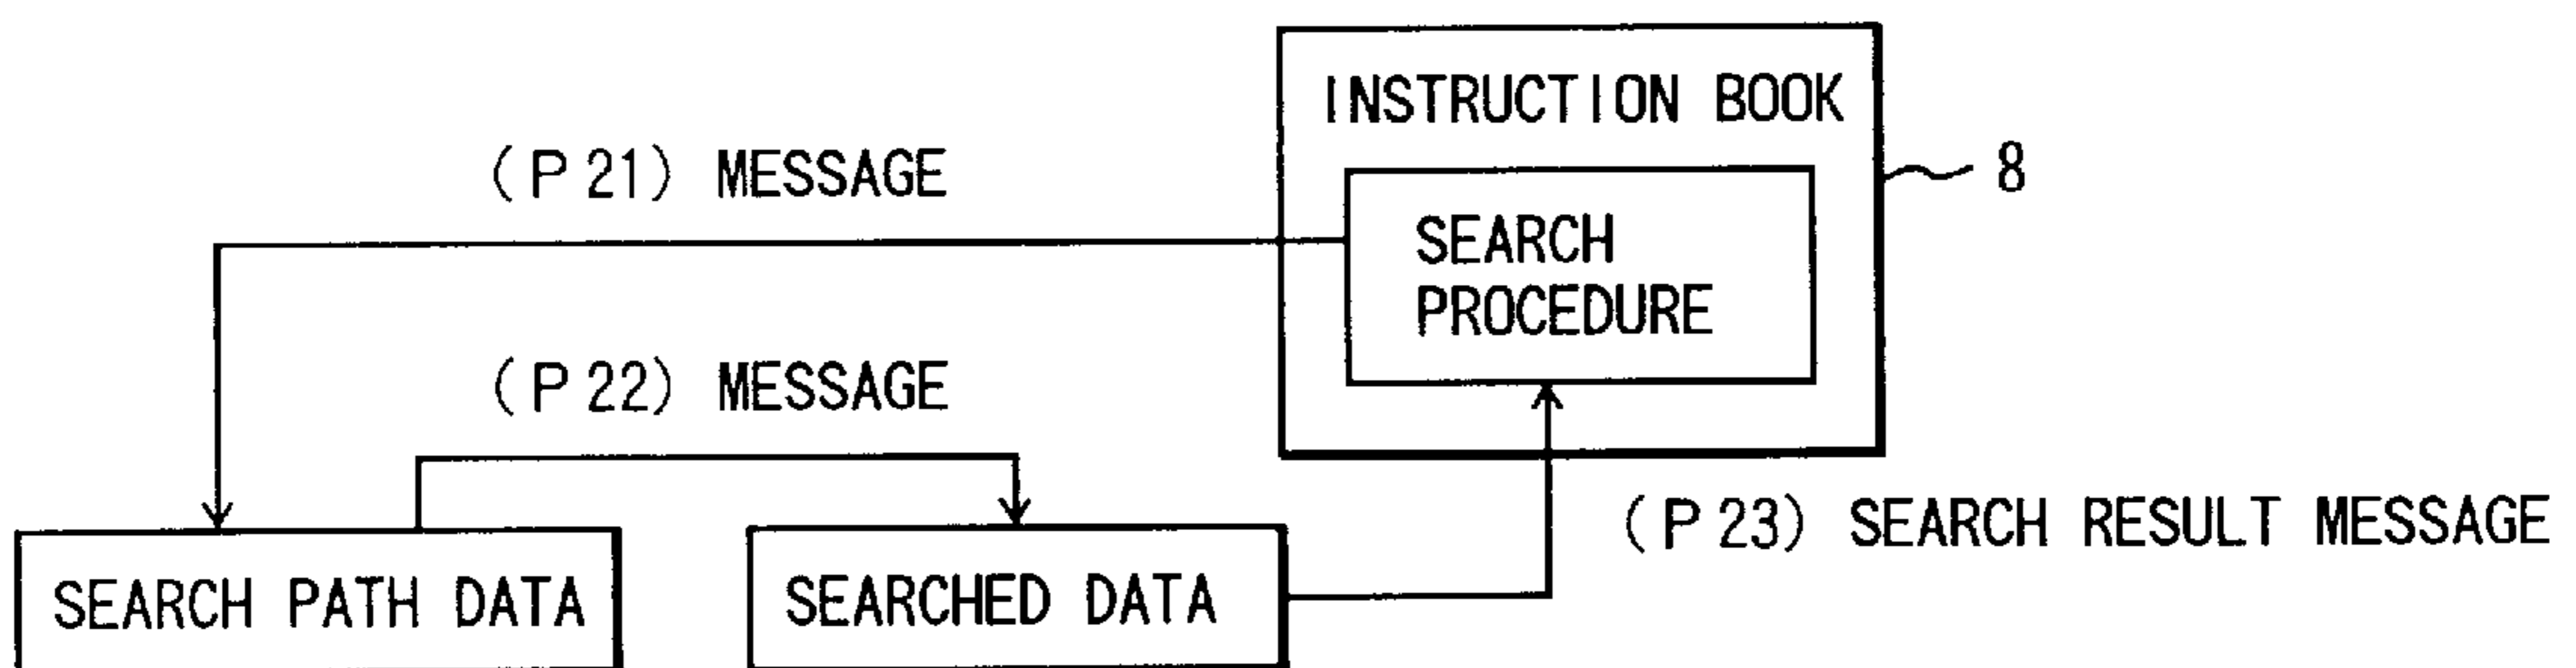 INSTRUCTION BOOK
8
(P21) MESSAGE
SEARCH
PROCEDURE
(P22) MESSAGE
(P23) SEARCH RESULT MESSAGE
SEARCH PATH DATA
SEARCHED DATA